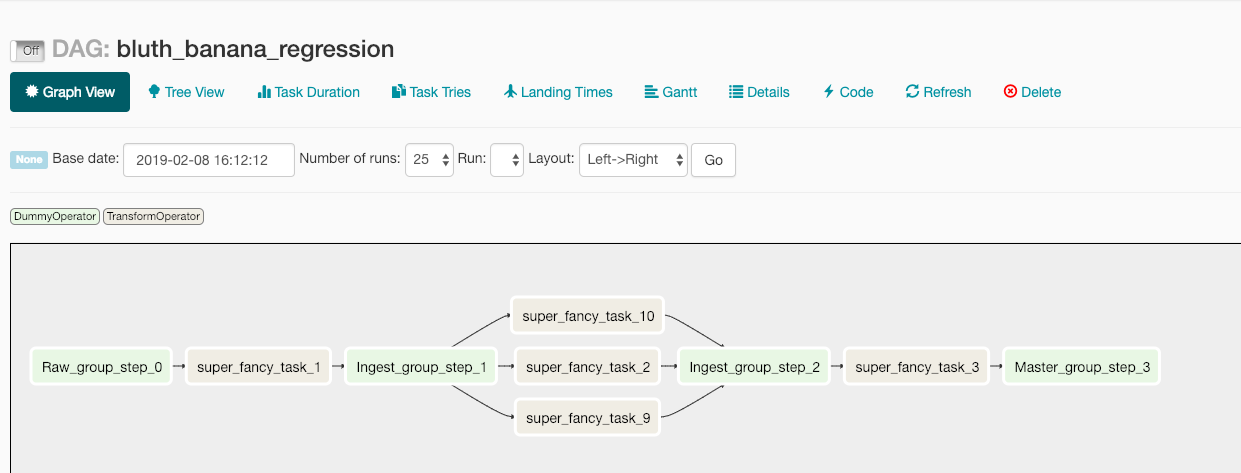 Off DAG: bluth_banana_regression
Graph View Tree View Task Duration Task Tries Landing Times Gantt Details Code Refresh Delete
None Base date: 2019-02-08 16:12:12 Number of runs: 25 Run: Layout: Left->Right Go
DummyOperator TransformOperator
super_fancy_task_10
Raw_group_step_0 super_fancy_task_1 Ingest_group_step_1 super_fancy_task_2 Ingest_group_step_2 super_fancy_task_3 Master_group_step_3
super_fancy_task_9